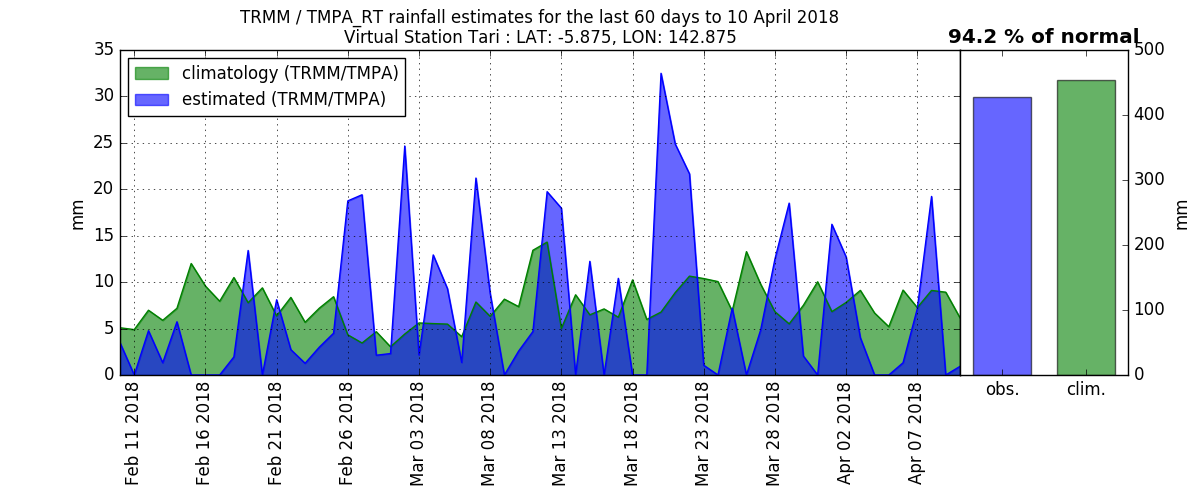 TRMM / TMPA_RT rainfall estimates for the last 60 days to 10 April 2018
Virtual Station Tari : LAT: -5.875, LON: 142.875
94.2 % of normal
climatology (TRMM/TMPA)
estimated (TRMM/TMPA)
35
30
25
20
15
10
5
0
mm
Feb 11 2018
Feb 16 2018
Feb 21 2018
Feb 26 2018
Mar 03 2018
Mar 08 2018
Mar 13 2018
Mar 18 2018
Mar 23 2018
Mar 28 2018
Apr 02 2018
Apr 07 2018
obs.
clim.
500
400
300
200
100
0
mm